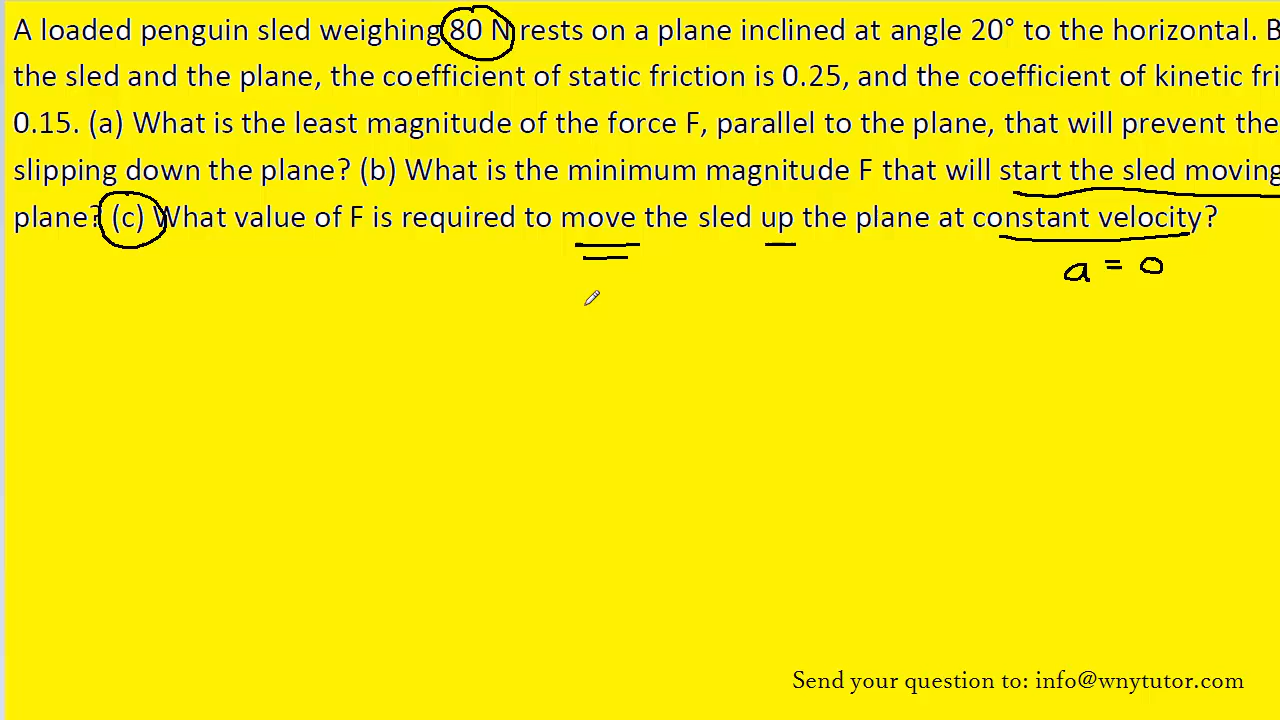 A loaded penguin sled weighing 80 N rests on a plane inclined at angle 20° to the horizontal.
the sled and the plane, the coefficient of static friction is 0.25, and the coefficient of kinetic
0.15. (a) What is the least magnitude of the force F, parallel to the plane, that will prevent the
slipping down the plane? (b) What is the minimum magnitude F that will start the sled moving
plane? (c) What value of F is required to move the sled up the plane at constant velocity?
a = 0
Send your question to: info@wnytutor.com